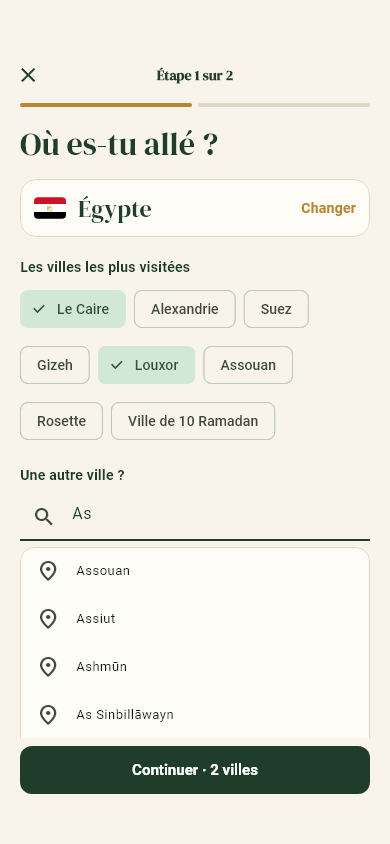 Étape 1 sur 2
Où es-tu allé ?
Égypte
Changer
Les villes les plus visitées
Le Caire
Alexandrie
Suez
Gizeh
Louxor
Assouan
Rosette
Ville de 10 Ramadan
Une autre ville ?
As
Assouan
Assiut
Ashmūn
As Sinbillāwayn
Continuer · 2 villes